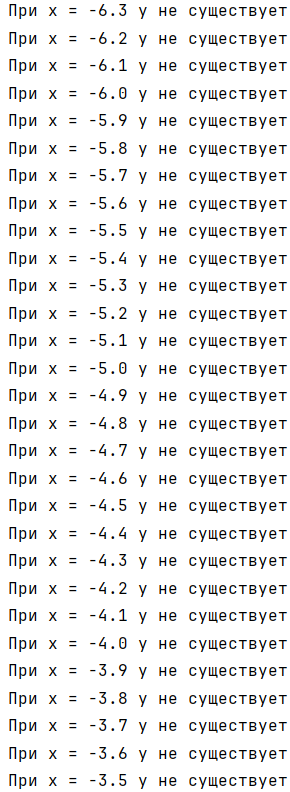 При x = -6.3 y не существует
При x = -6.2 y не существует
При x = -6.1 y не существует
При x = -6.0 y не существует
При x = -5.9 y не существует
При x = -5.8 y не существует
При x = -5.7 y не существует
При x = -5.6 y не существует
При x = -5.5 y не существует
При x = -5.4 y не существует
При x = -5.3 y не существует
При x = -5.2 y не существует
При x = -5.1 y не существует
При x = -5.0 y не существует
При x = -4.9 y не существует
При x = -4.8 y не существует
При x = -4.7 y не существует
При x = -4.6 y не существует
При x = -4.5 y не существует
При x = -4.4 y не существует
При x = -4.3 y не существует
При x = -4.2 y не существует
При x = -4.1 y не существует
При x = -4.0 y не существует
При x = -3.9 y не существует
При x = -3.8 y не существует
При x = -3.7 y не существует
При x = -3.6 y не существует
При x = -3.5 y не существует